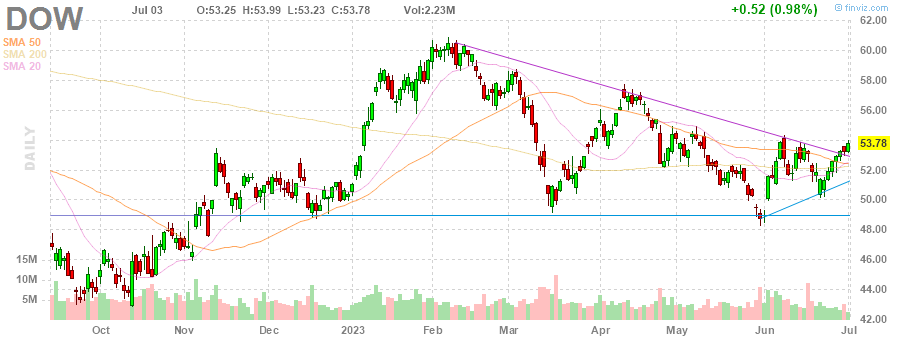 DOW Jul 03 O:53.25 H:53.99 L:53.23 C:53.78 Vol:2.23M +0.52 (0.98%) © finviz.com
SMA 50
SMA 200
SMA 20
DAILY
62.00
60.00
58.00
56.00
54.00
53.78
52.00
50.00
48.00
46.00
44.00
42.00
15M
10M
5M
Oct Nov Dec 2023 Feb Mar Apr May Jun Jul